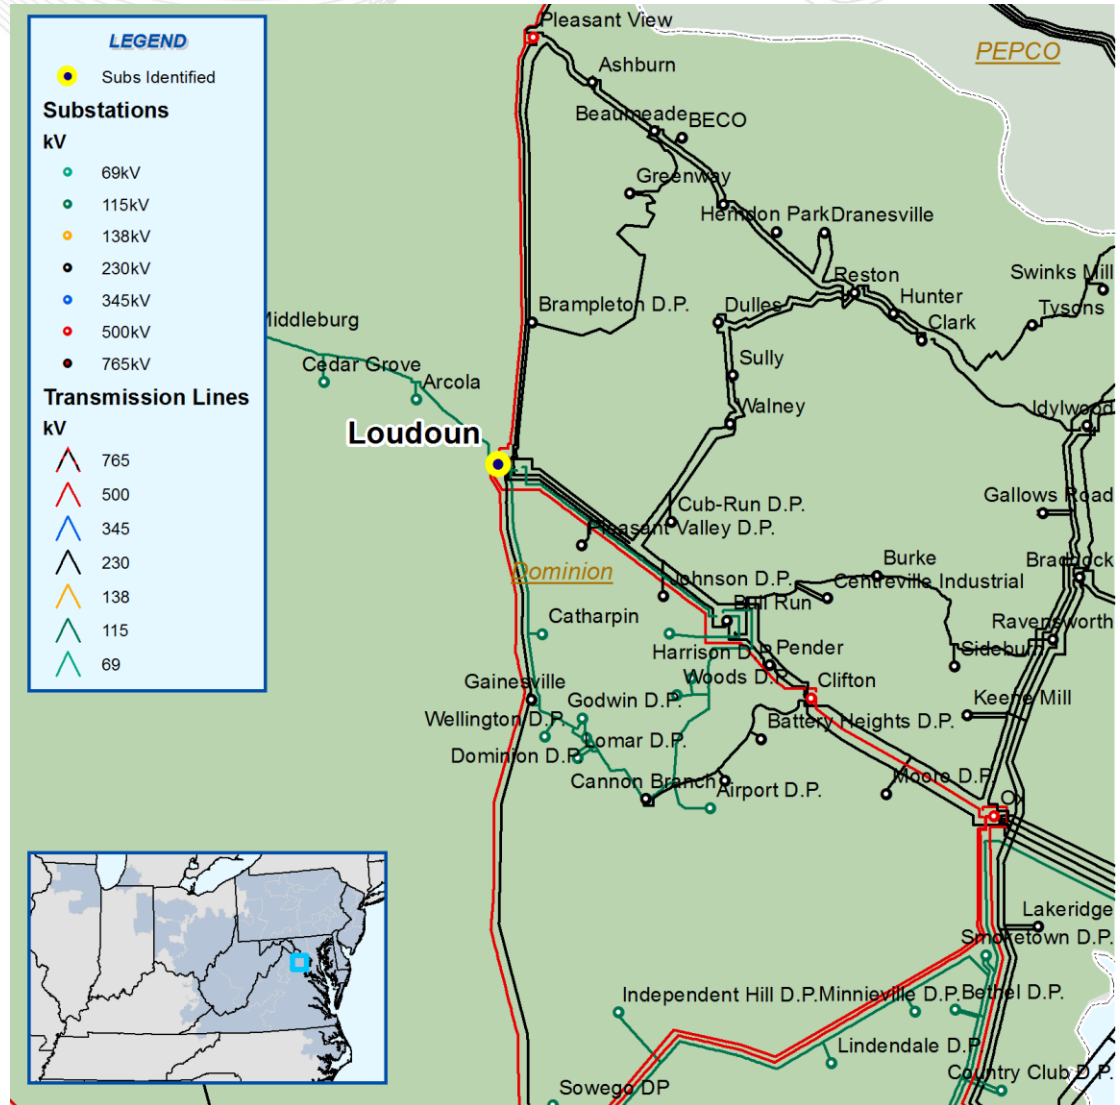 LEGEND
Subs Identified
Substations
kV
69kV
115kV
138kV
230kV
345kV
500kV
765kV
Transmission Lines
kV
765
500
345
230
138
115
69
Pleasant View
PEPCO
Ashburn
Beaumeade
BECO
Greenway
Herndon Park
Dranesville
Reston
Swinks Mill
Hunter
Tysons
Brampleton D.P.
Dulles
Clark
Middleburg
Sully
Cedar Grove
Arcola
Walney
Idylwood
Loudoun
Gallows Road
Cub-Run D.P.
Pleasant Valley D.P.
Dominion
Johnson D.P.
Burke
Braddock
Centreville Industrial
Bull Run
Catharpin
Ravensworth
Harrison D.P.
Pender
Sideburn
Woods D.P.
Clifton
Gainesville
Godwin D.P.
Keene Mill
Wellington D.P.
Battery Heights D.P.
Lomar D.P.
Dominion D.P.
Cannon Branch
Airport D.P.
Moore D.P.
Ox
Lakeridge
Smoketown D.P.
Independent Hill D.P.
Minnieville D.P.
Bethel D.P.
Lindendale D.P.
Country Club D.P.
Sowego DP